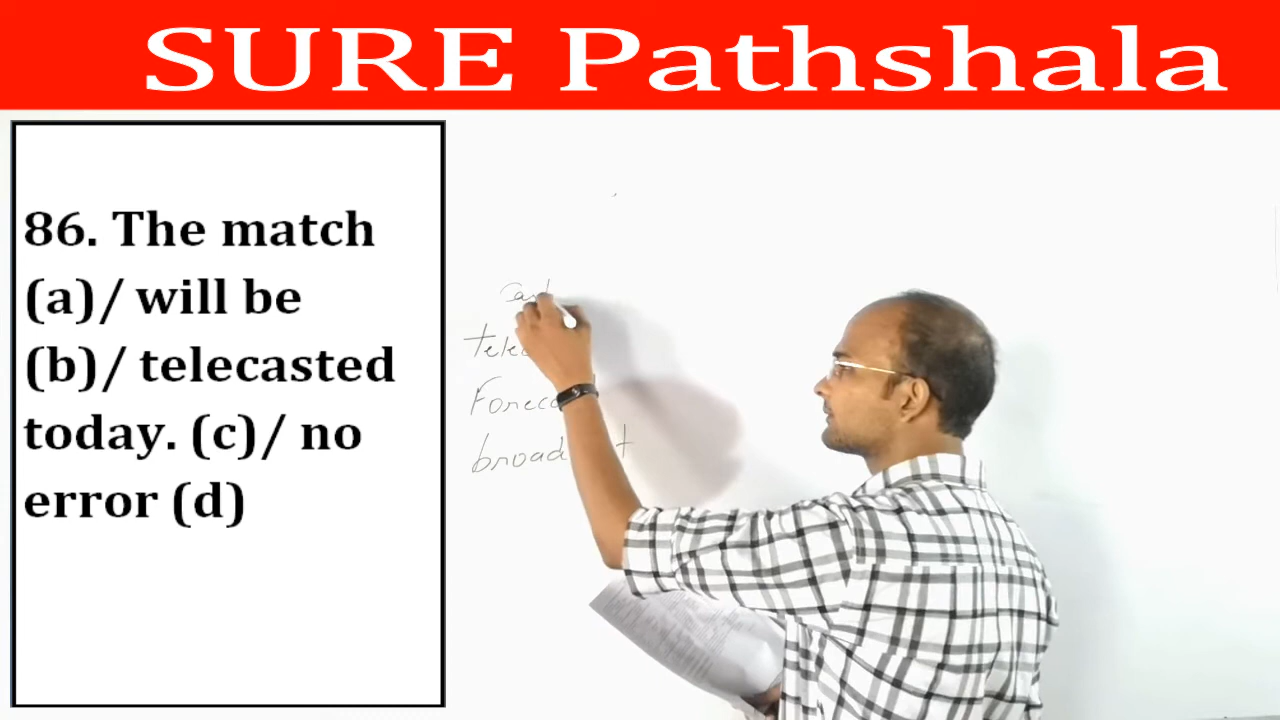 SURE Pathshala
86. The match
(a)/ will be
(b)/ telecasted
today. (c)/ no
error (d)